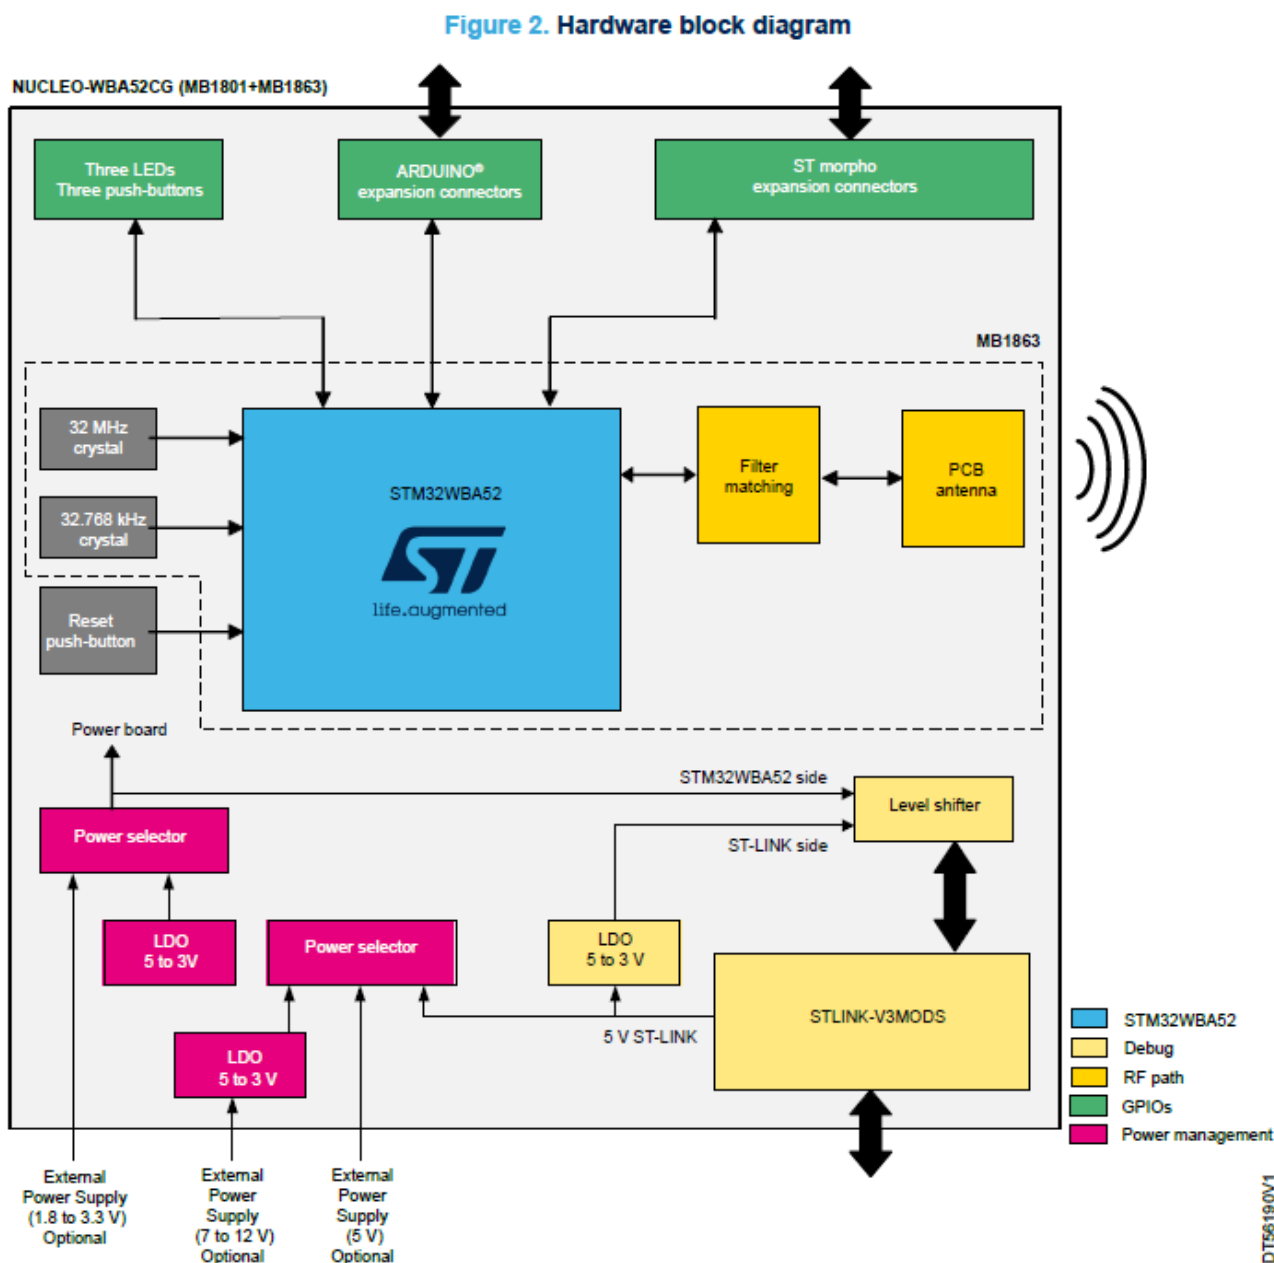 Figure 2. Hardware block diagram
NUCLEO-WBA52CG (MB1801+MB1863)
Three LEDs
Three push-buttons
ARDUINO®
expansion connectors
ST morpho
expansion connectors
MB1863
32 MHz
crystal
32.768 kHz
crystal
Reset
push-button
STM32WBA52
ST
life.augmented
Filter
matching
PCB
antenna
Power board
STM32WBA52 side
Level shifter
Power selector
ST-LINK side
LDO
5 to 3V
Power selector
LDO
5 to 3 V
STLINK-V3MODS
5 V ST-LINK
LDO
5 to 3 V
STM32WBA52
Debug
RF path
GPIOs
Power management
External
Power Supply
(1.8 to 3.3 V)
Optional
External
Power
Supply
(7 to 12 V)
Optional
External
Power
Supply
(5 V)
Optional
DT56190V1